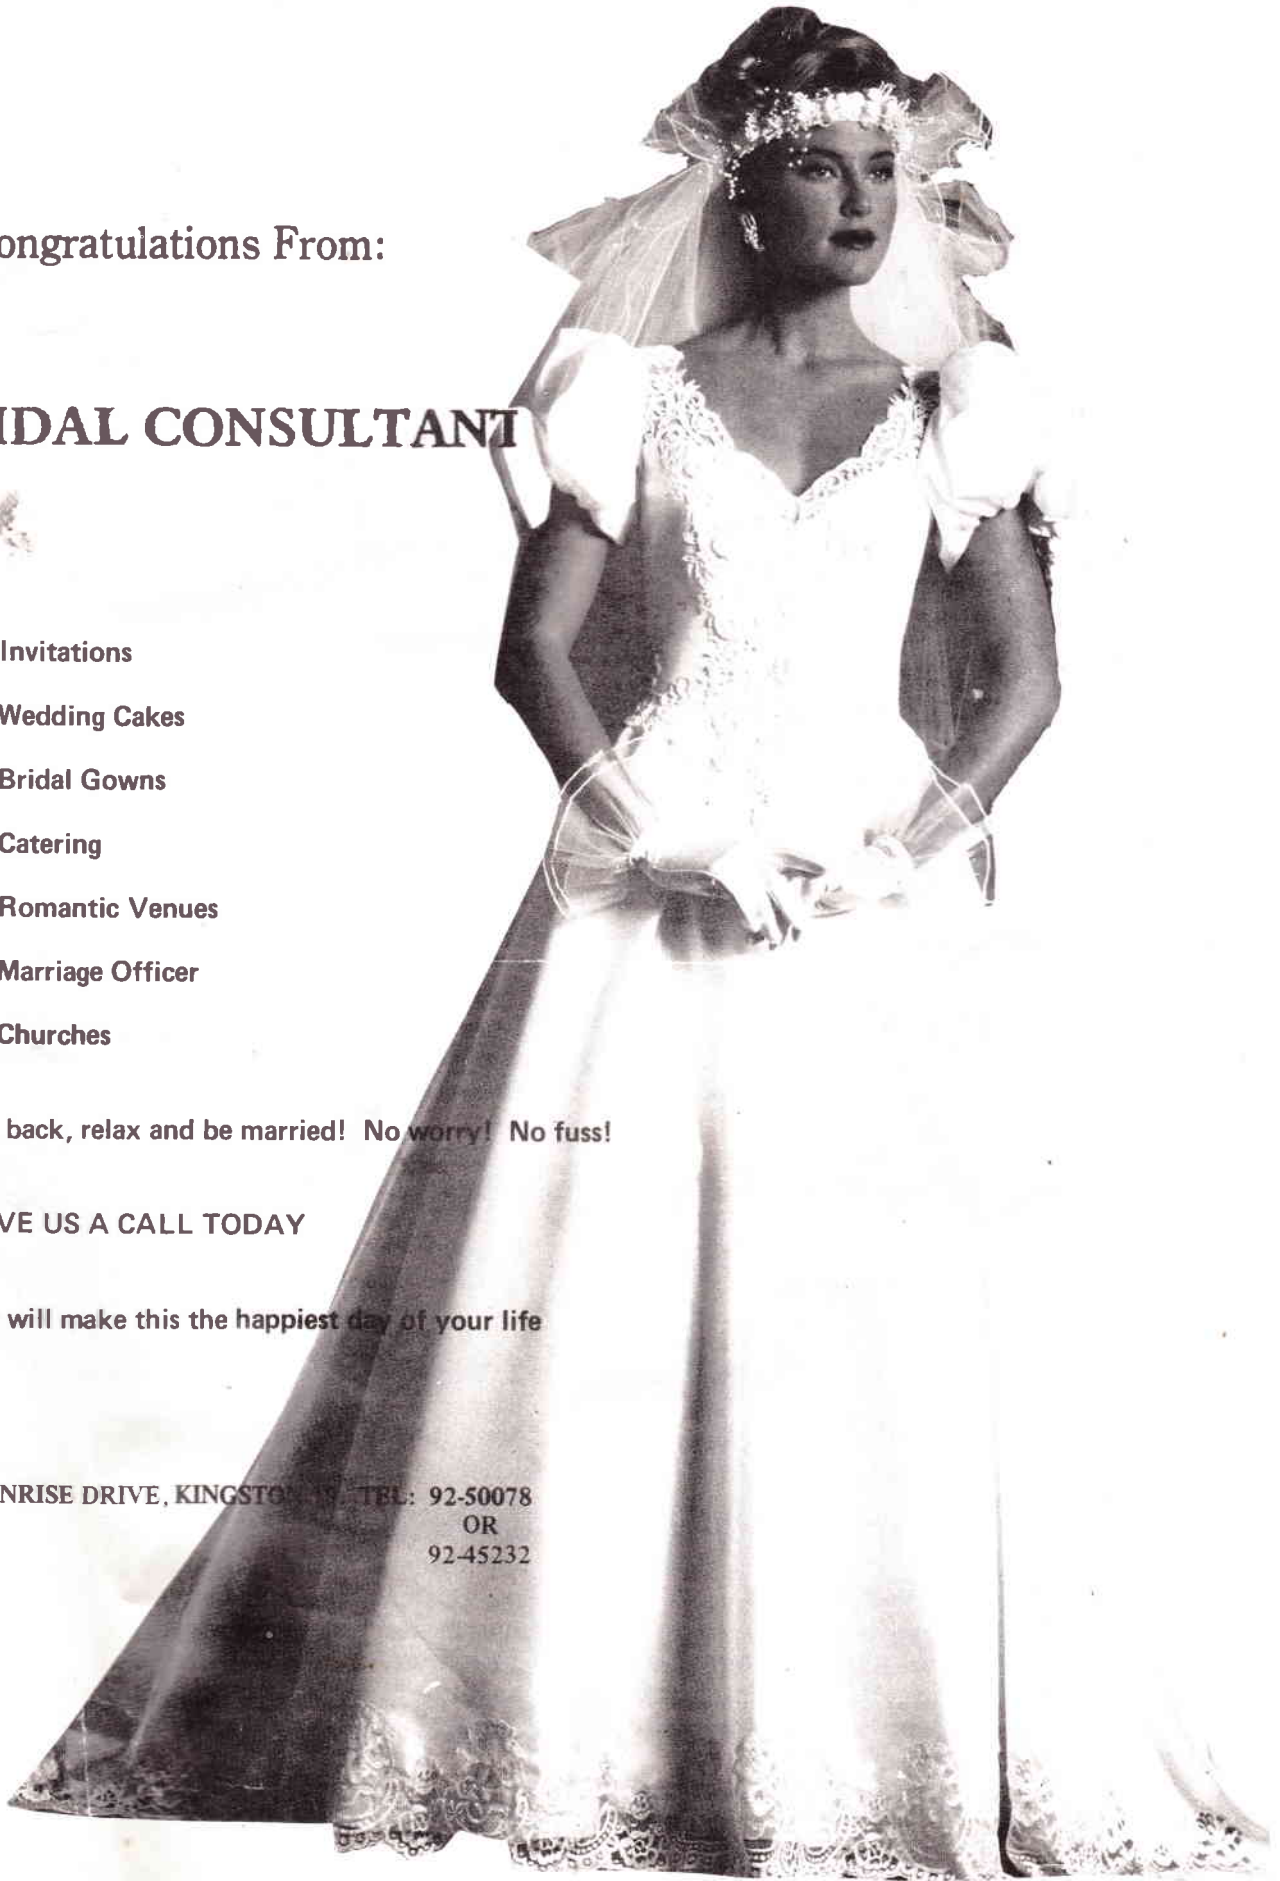 ongratulations From:
IDAL CONSULTANT
Invitations
Wedding Cakes
Bridal Gowns
Catering
Romantic Venues
Marriage Officer
Churches
back, relax and be married! No worry! No fuss!
VE US A CALL TODAY
will make this the happiest day of your life
NRISE DRIVE, KINGSTON TEL: 92-50078
OR
92-45232